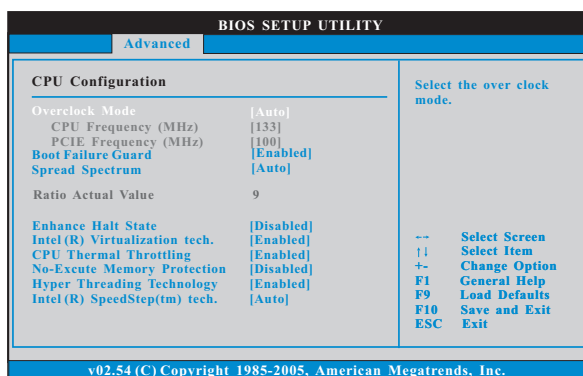 BIOS SETUP UTILITY
Advanced
CPU Configuration
Overclock Mode [Auto]
CPU Frequency (MHz) [133]
PCIE Frequency (MHz) [100]
Boot Failure Guard [Enabled]
Spread Spectrum [Auto]
Ratio Actual Value 9
Enhance Halt State [Disabled]
Intel (R) Virtualization tech. [Enabled]
CPU Thermal Throttling [Enabled]
No-Excute Memory Protection [Disabled]
Hyper Threading Technology [Enabled]
Intel (R) SpeedStep(tm) tech. [Auto]
Select the over clock
mode.
←→ Select Screen
↑↓ Select Item
+- Change Option
F1 General Help
F9 Load Defaults
F10 Save and Exit
ESC Exit
v02.54 (C) Copyright 1985-2005, American Megatrends, Inc.